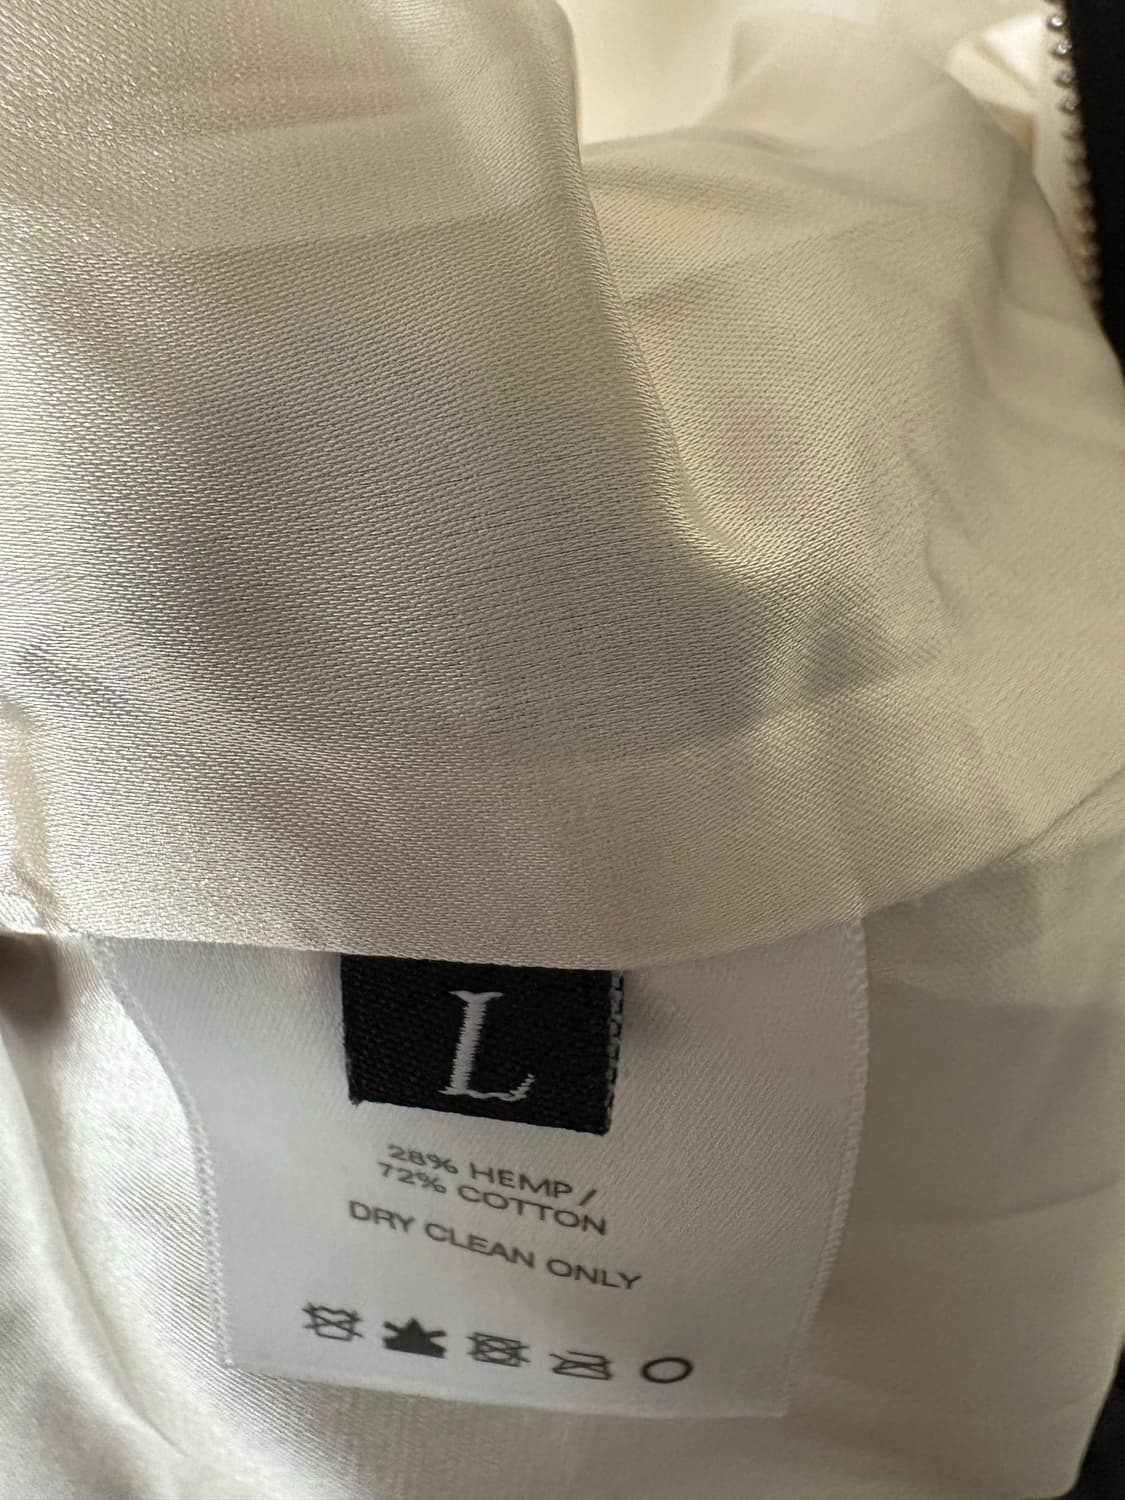 L
28% HEMP/
72% COTTON
DRY CLEAN ONLY